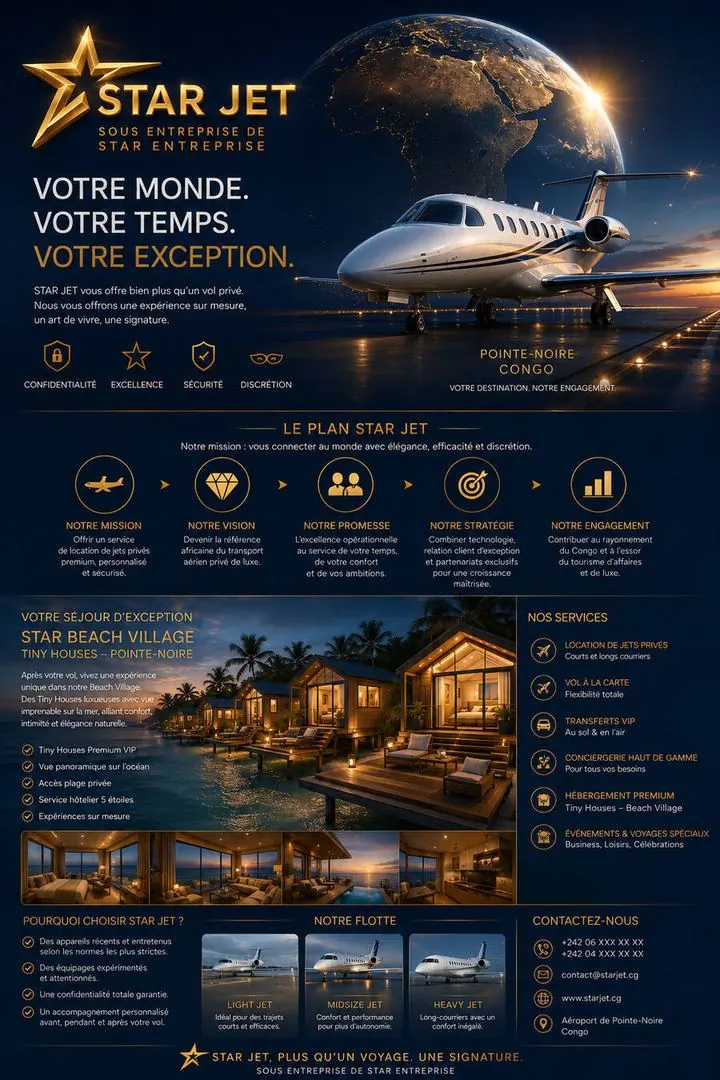 STAR JET
SOUS ENTREPRISE DE
STAR ENTREPRISE
VOTRE MONDE.
VOTRE TEMPS.
VOTRE EXCEPTION.
STAR JET vous offre bien plus qu'un vol privé.
Nous vous offrons une expérience sur mesure,
un art de vivre, une signature.
CONFIDENTIALITÉ
EXCELLENCE
SÉCURITÉ
DISCRÉTION
POINTE-NOIRE
CONGO
VOTRE DESTINATION. NOTRE ENGAGEMENT.
LE PLAN STAR JET
Notre mission : vous connecter au monde avec élégance, efficacité et discrétion.
NOTRE MISSION
Offrir un service
de location de jets privés
premium, personnalisé
et sécurisé.
NOTRE VISION
Devenir la référence
africaine du transport
aérien privé de luxe.
NOTRE PROMESSE
L'excellence opérationnelle
au service de votre temps,
de votre confort
et de vos ambitions.
NOTRE STRATÉGIE
Combiner technologie,
relation client d'exception
et partenariats exclusifs
pour une croissance
maîtrisée.
NOTRE ENGAGEMENT
Contribuer au rayonnement
du Congo et à l'essor
du tourisme d'affaires
et de luxe.
VOTRE SÉJOUR D'EXCEPTION
STAR BEACH VILLAGE
TINY HOUSES – POINTE-NOIRE
Après votre vol, vivez une expérience
unique dans notre Beach Village.
Des Tiny Houses luxueuses avec vue
imprenable sur la mer, alliant confort,
intimité et élégance naturelle.
Tiny Houses Premium VIP
Vue panoramique sur l'océan
Accès plage privée
Service hôtelier 5 étoiles
Expériences sur mesure
NOS SERVICES
LOCATION DE JETS PRIVÉS
Courts et longs courriers
VOL À LA CARTE
Flexibilité totale
TRANSFERTS VIP
Au sol & en l'air
CONCIERGERIE HAUT DE GAMME
Pour tous vos besoins
HÉBERGEMENT PREMIUM
Tiny Houses – Beach Village
ÉVÉNEMENTS & VOYAGES SPÉCIAUX
Business, Loisirs, Célébrations
POURQUOI CHOISIR STAR JET ?
Des appareils récents et entretenus
selon les normes les plus strictes.
Des équipages expérimentés
et attentionnés.
Une confidentialité totale garantie.
Un accompagnement personnalisé
avant, pendant et après votre vol.
NOTRE FLOTTE
LIGHT JET
Idéal pour des trajets
courts et efficaces.
MIDSIZE JET
Confort et performance
pour plus d'autonomie.
HEAVY JET
Long-courriers avec un
confort inégalé.
CONTACTEZ-NOUS
+242 06 XXX XX XX
+242 04 XXX XX XX
contact@starjet.cg
www.starjet.cg
Aéroport de Pointe-Noire
Congo
STAR JET, PLUS QU'UN VOYAGE. UNE SIGNATURE.
SOUS ENTREPRISE DE STAR ENTREPRISE